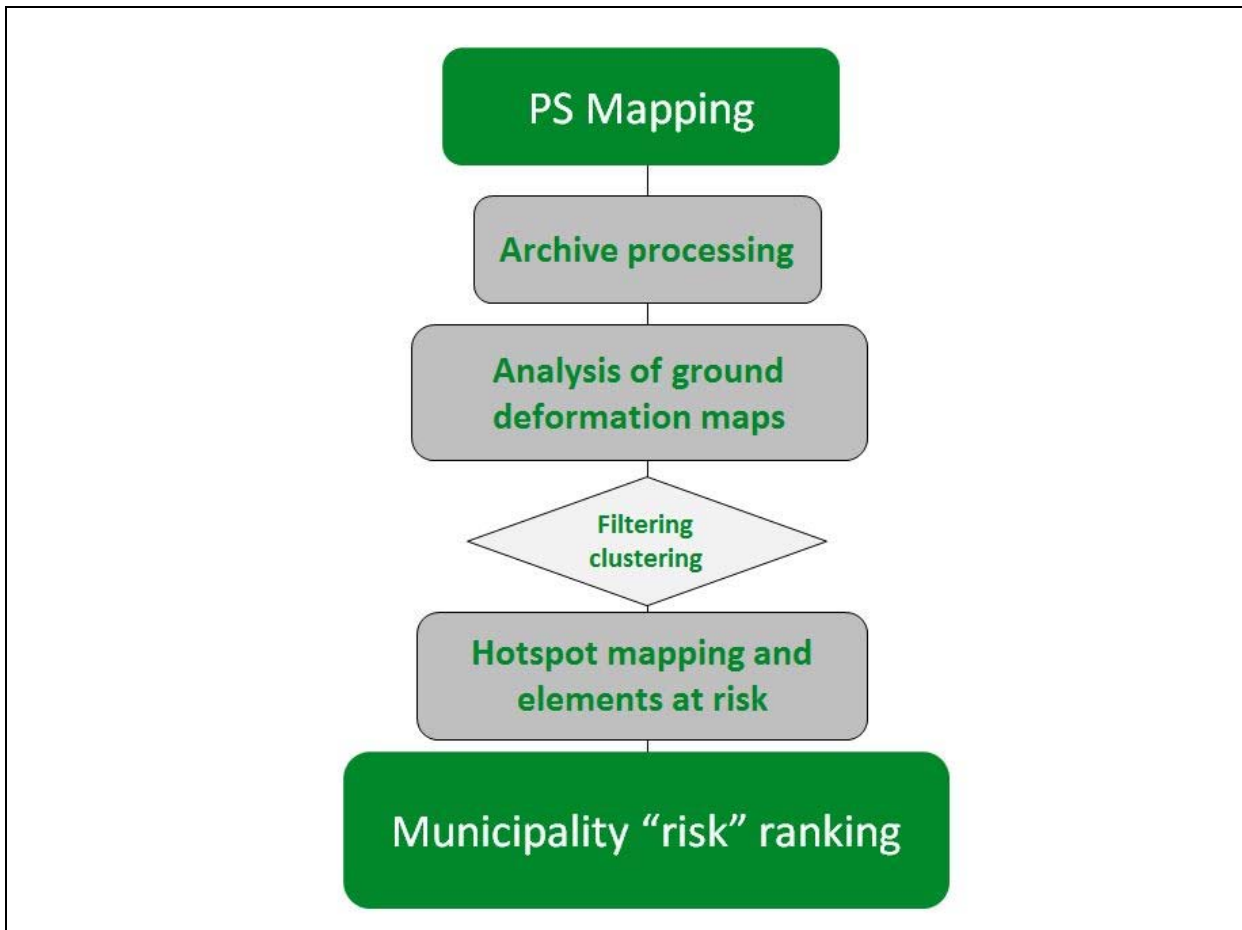 PS Mapping
Archive processing
Analysis of ground
deformation maps
Filtering
clustering
Hotspot mapping and
elements at risk
Municipality “risk” ranking